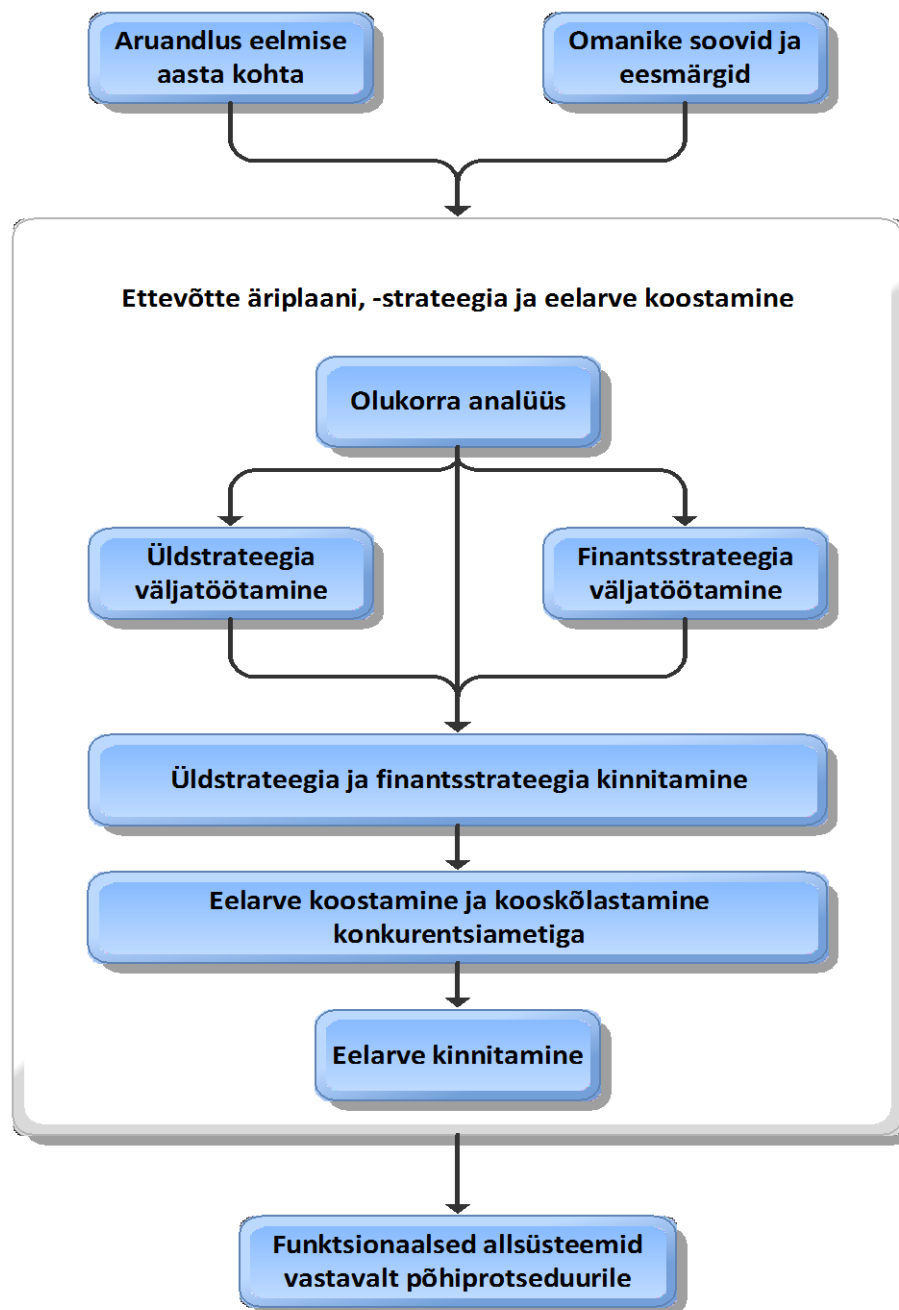 Aruandlus eelmise
aasta kohta
Omanike soovid ja
eesmärgid
Ettevõtte äriplaani, -strateegia ja eelarve koostamine
Olukorra analüüs
Üldstrateegia
väljatöötamine
Finantsstrateegia
väljatöötamine
Üldstrateegia ja finantsstrateegia kinnitamine
Eelarve koostamine ja kooskõlastamine
konkurentsiametiga
Eelarve kinnitamine
Funktsionaalsed allsüsteemid
vastavalt põhiprotseduurile